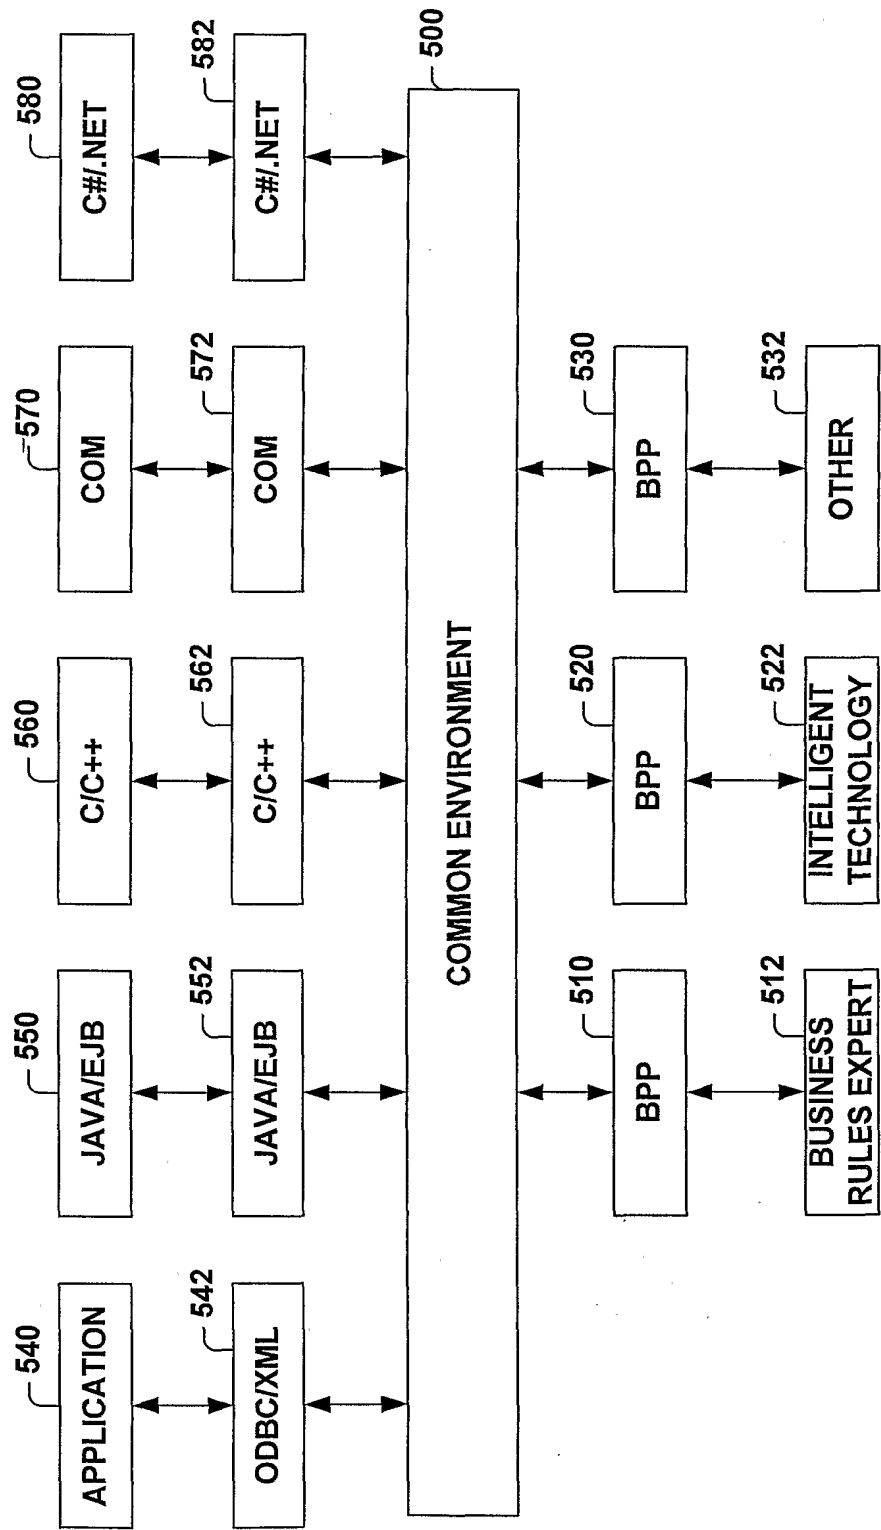 540
550
560
570
580
APPLICATION
JAVA/EJB
C/C++
COM
C#/.NET
542
552
562
572
582
ODBC/XML
JAVA/EJB
C/C++
COM
C#/.NET
500
COMMON ENVIRONMENT
510
520
530
BPP
BPP
BPP
512
522
532
BUSINESS
RULES EXPERT
INTELLIGENT
TECHNOLOGY
OTHER